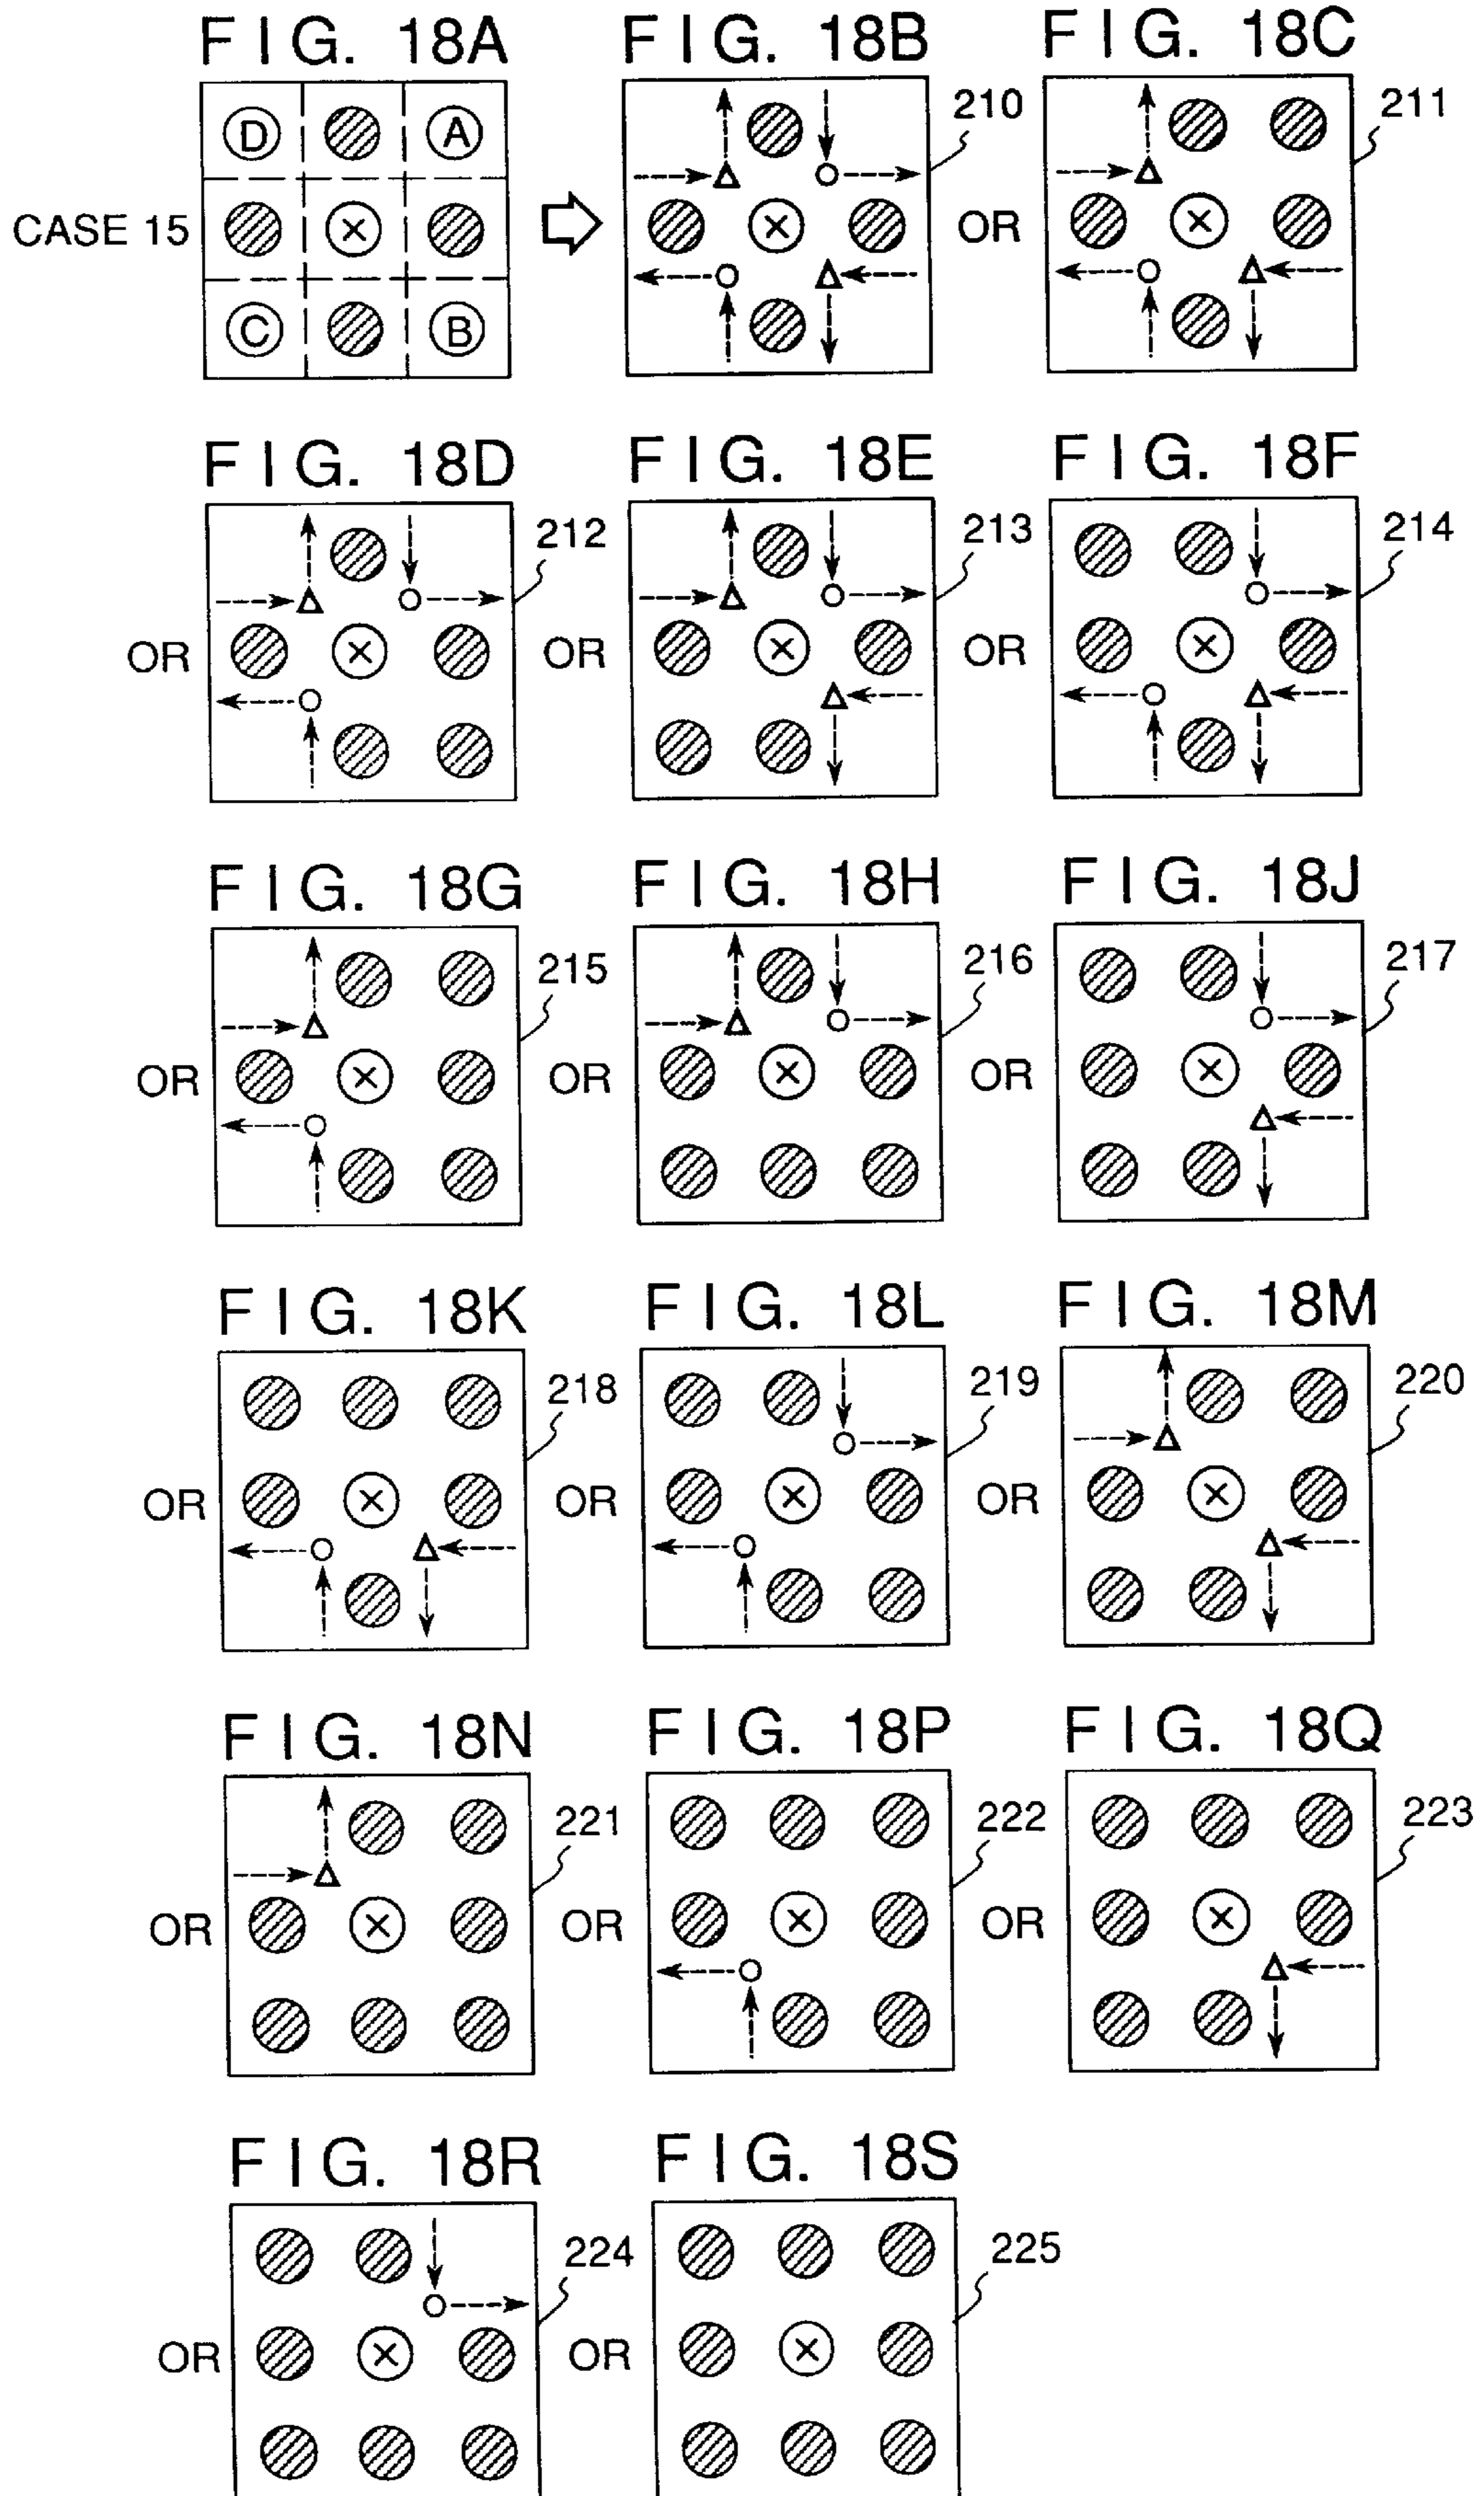 FIG. 18A FIG. 18B FIG. 18C
D A
210
211
CASE 15
X
X
OR
X
C B
FIG. 18D FIG. 18E FIG. 18F
212
213
214
OR
X
OR
X
OR
X
FIG. 18G FIG. 18H FIG. 18J
215
216
217
OR
X
OR
X
OR
X
FIG. 18K FIG. 18L FIG. 18M
218
219
220
OR
X
OR
X
OR
X
FIG. 18N FIG. 18P FIG. 18Q
221
222
223
OR
X
OR
X
OR
X
FIG. 18R FIG. 18S
224
225
OR
X
OR
X